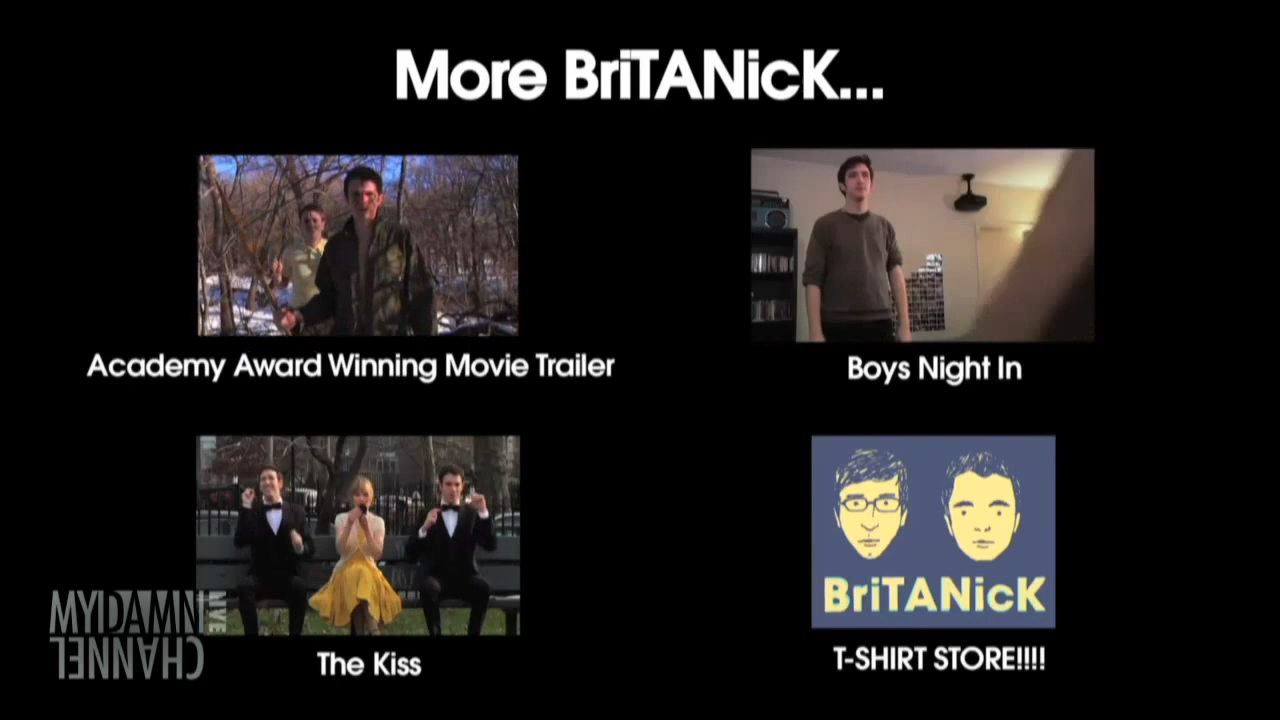 More BriTANicK...
Academy Award Winning Movie Trailer
Boys Night In
BriTANicK
MYDAMN
LIVE
CHANNEL
The Kiss
T-SHIRT STORE!!!!